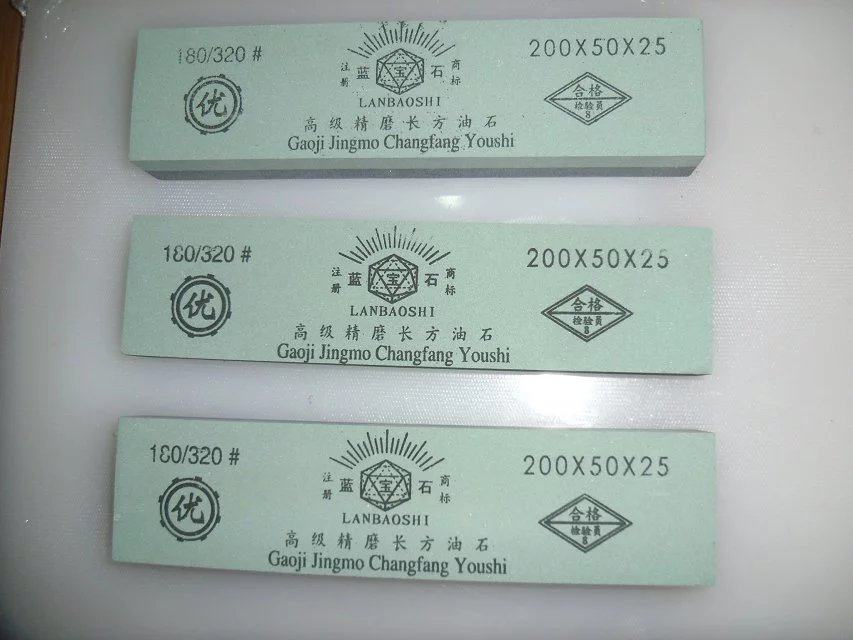 180/320 #
优
注册 蓝宝石 商标
LANBAOSHI
高级精磨长方油石
Gaoji Jingmo Changfang Youshi
200X50X25
合格
检验员
8
180/320 #
优
注册 蓝宝石 商标
LANBAOSHI
高级精磨长方油石
Gaoji Jingmo Changfang Youshi
200X50X25
合格
检验员
8
180/320 #
优
注册 蓝宝石 商标
LANBAOSHI
高级精磨长方油石
Gaoji Jingmo Changfang Youshi
200X50X25
合格
检验员
8